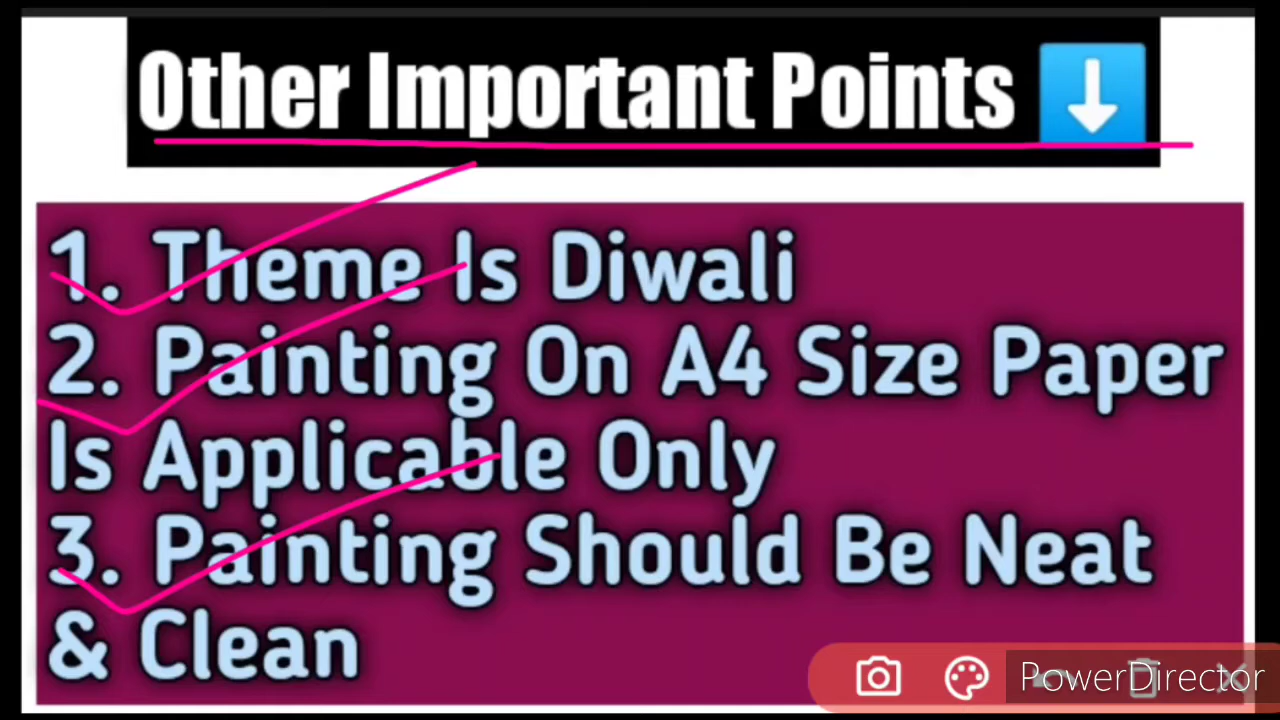 Other Important Points ⬇️
1. Theme Is Diwali
2. Painting On A4 Size Paper
Is Applicable Only
3. Painting Should Be Neat
& Clean
PowerDirector